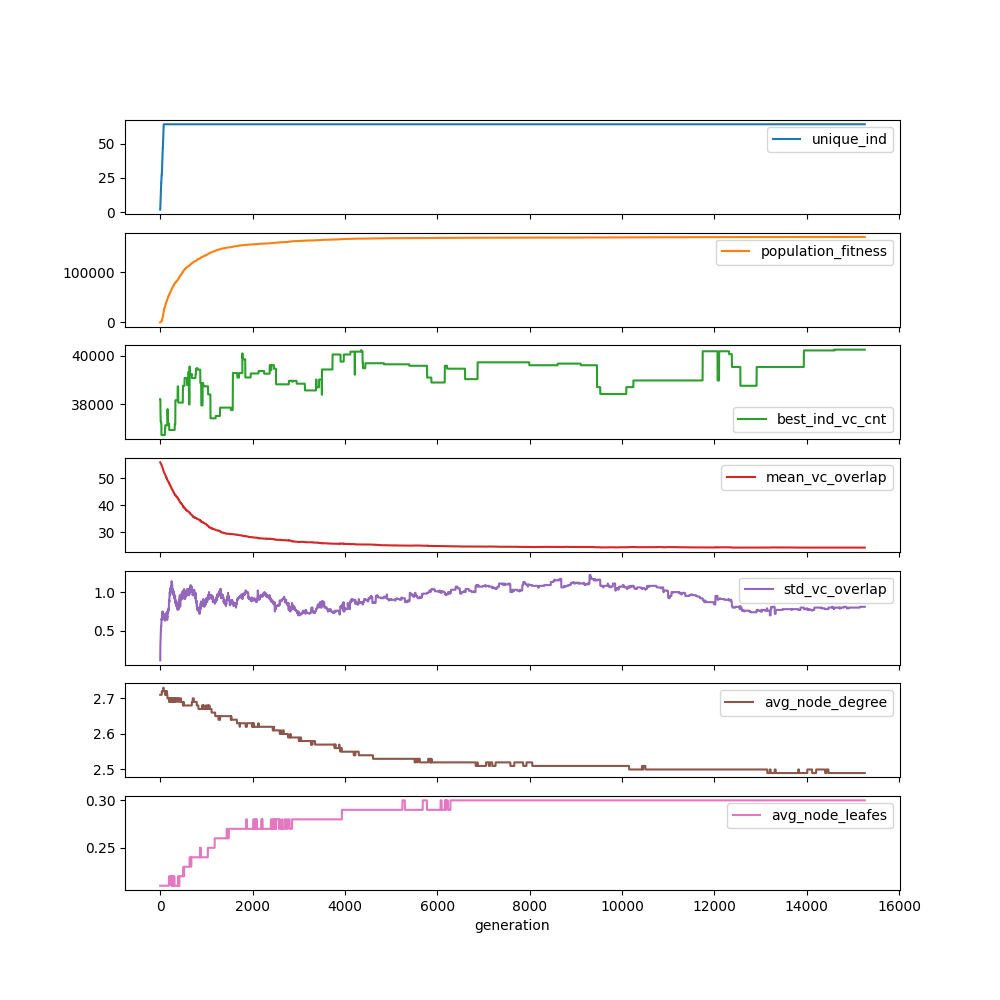 50
25
0
unique_ind
100000
0
population_fitness
40000
38000
best_ind_vc_cnt
50
40
30
mean_vc_overlap
1.0
0.5
std_vc_overlap
2.7
2.6
2.5
avg_node_degree
0.30
0.25
avg_node_leafes
0 2000 4000 6000 8000 10000 12000 14000 16000
generation